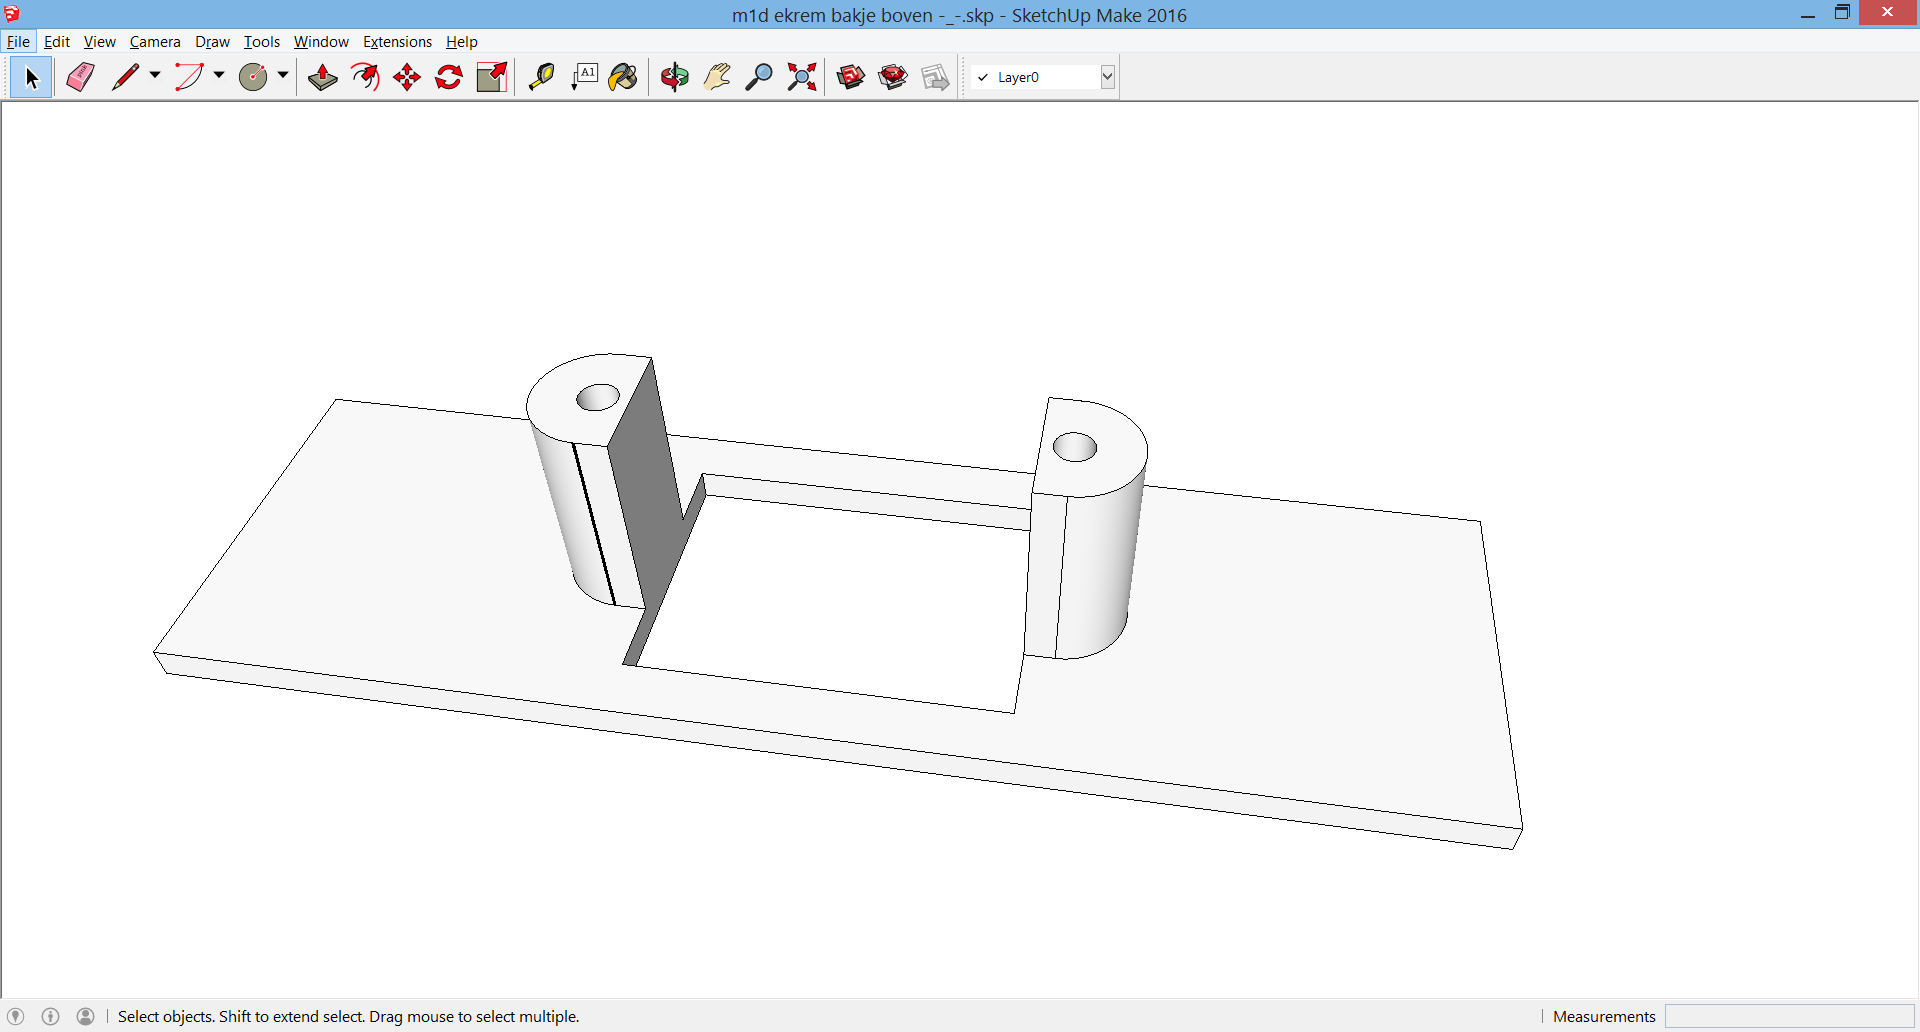 m1d ekrem bakje boven -_-.skp - SketchUp Make 2016
File Edit View Camera Draw Tools Window Extensions Help
A1
Layer0
Select objects. Shift to extend select. Drag mouse to select multiple.
Measurements